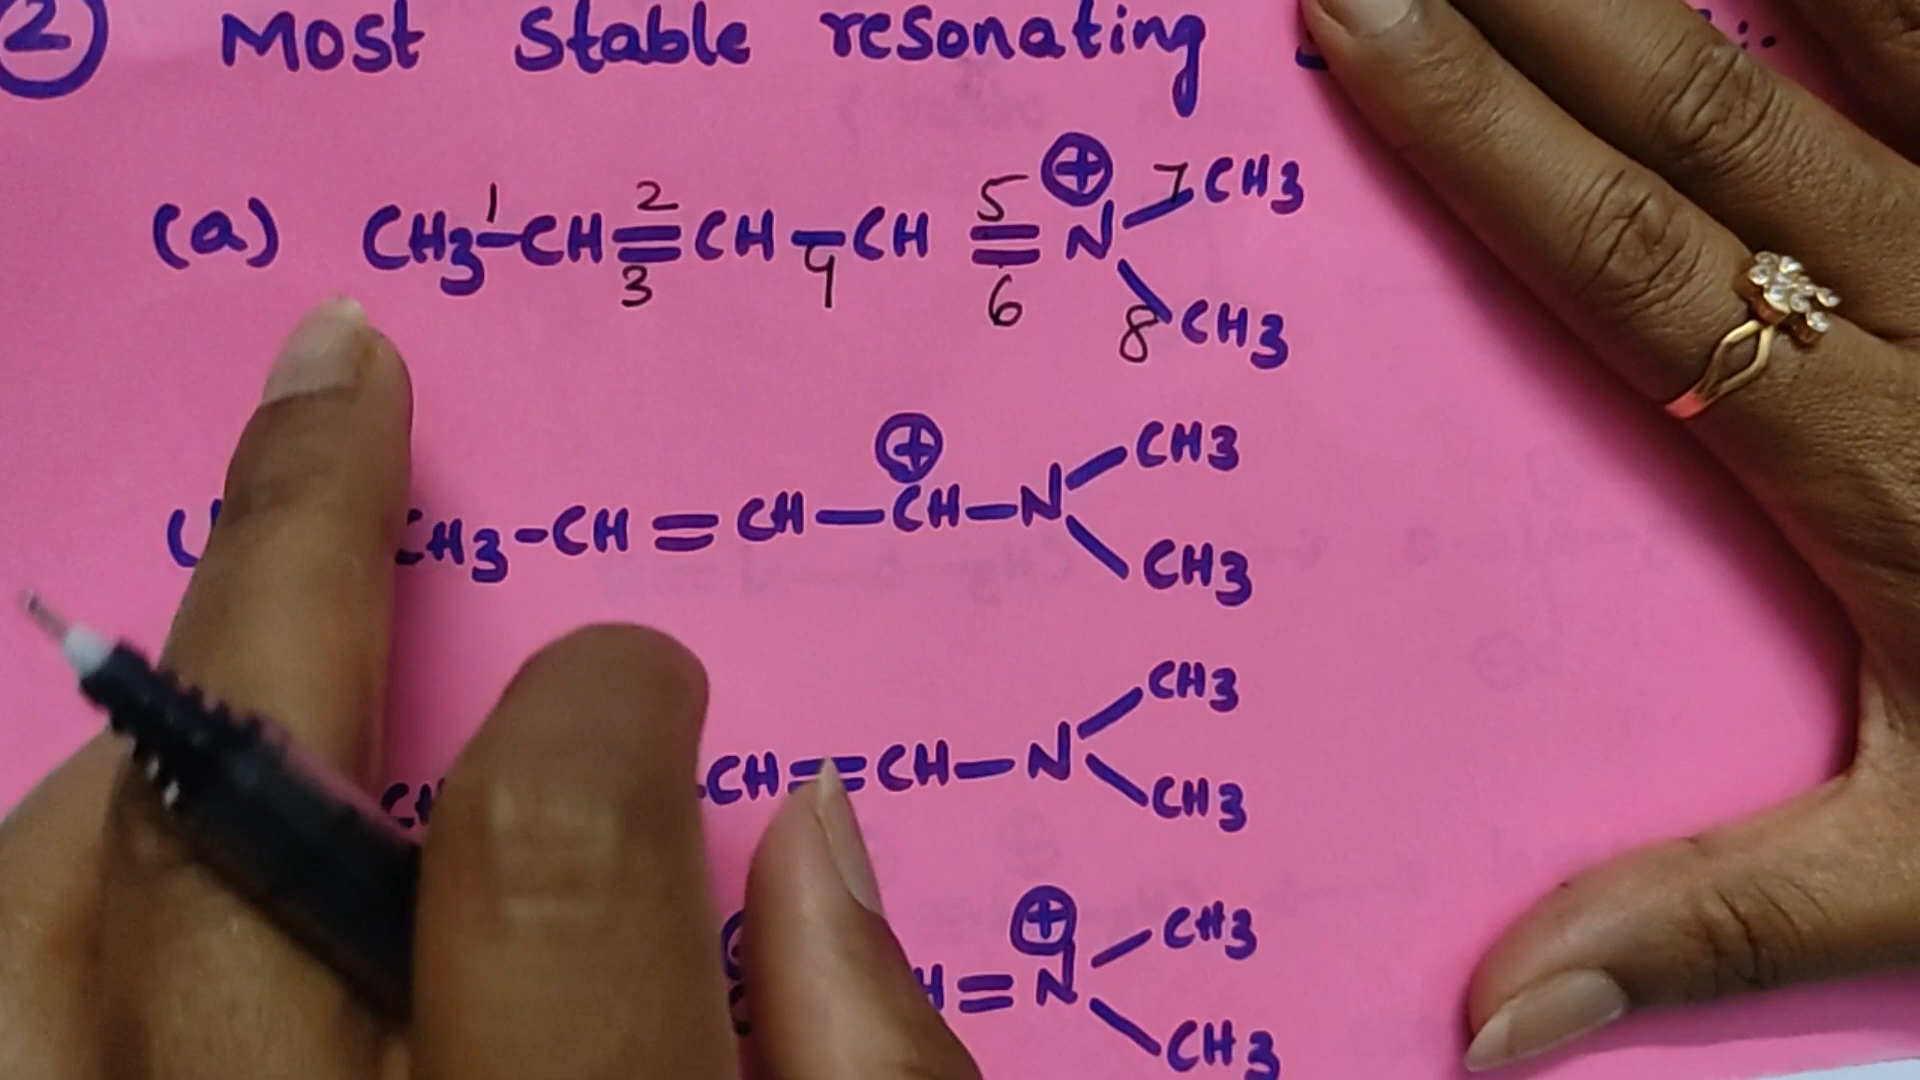 2 Most stable resonating
(a) CH3-CH=CH-CH=N⊕ CH3
CH3
1 2 3 4 5 6 7 8
CH3-CH=CH-CH⊕-N CH3
CH3
CH=CH-N CH3
CH3
H=N⊕ CH3
CH3